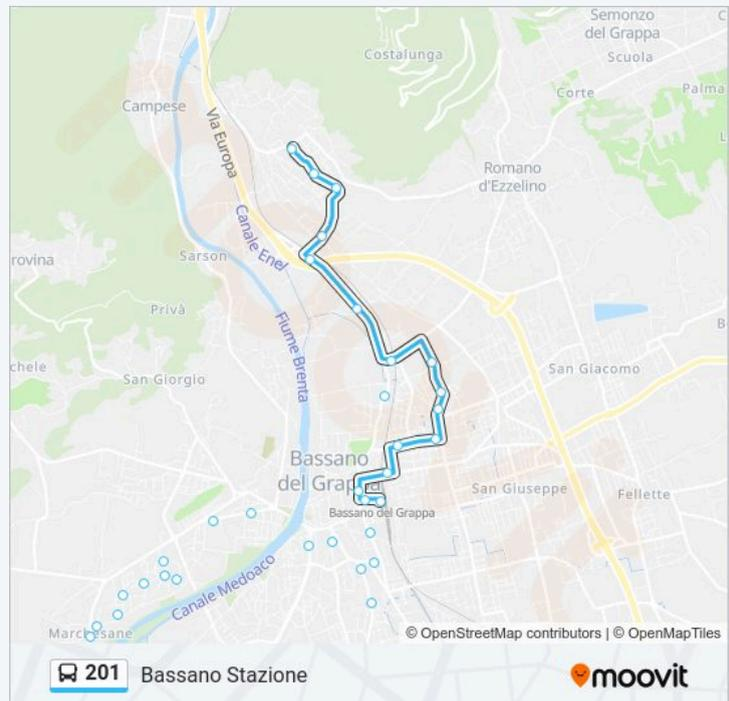 Semonzo
del Grappa
C
Costalunga
Scuola
Corte
Palma
Campese
Via Europa
L
Romano
d'Ezzelino
Canale Enel
rovina
Sarson
Privà
Fiume Brenta
B
chele
San Giorgio
San Giacomo
Bassano
del Grappa
San Giuseppe
Fellette
Bassano del Grappa
Canale Medoaco
Marchesane
© OpenStreetMap contributors | © OpenMapTiles
201 Bassano Stazione
moovit